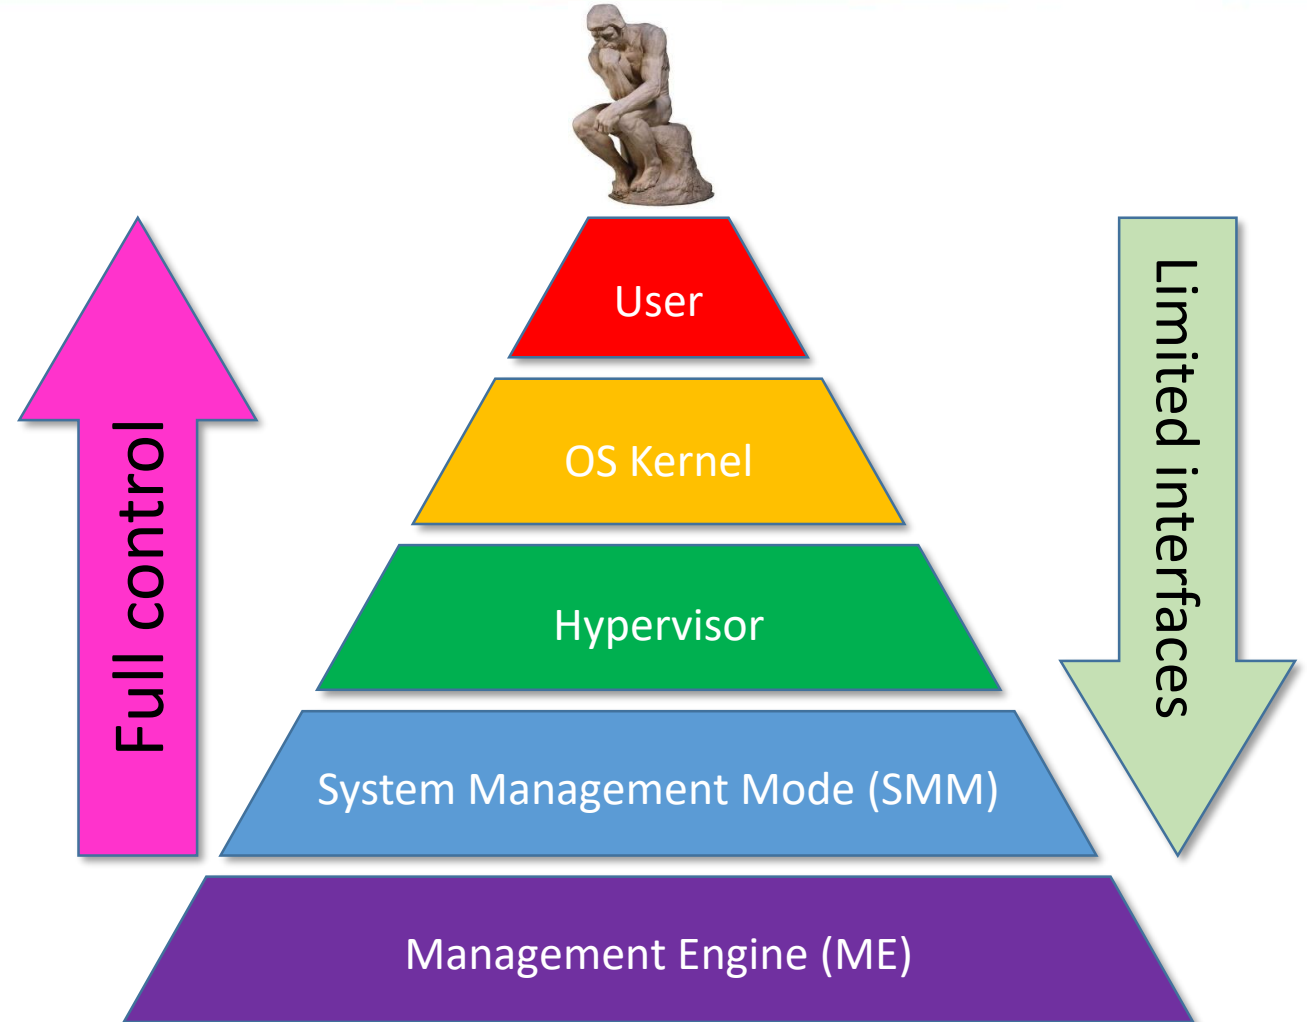 User
OS Kernel
Hypervisor
System Management Mode (SMM)
Management Engine (ME)
Full control
Limited interfaces